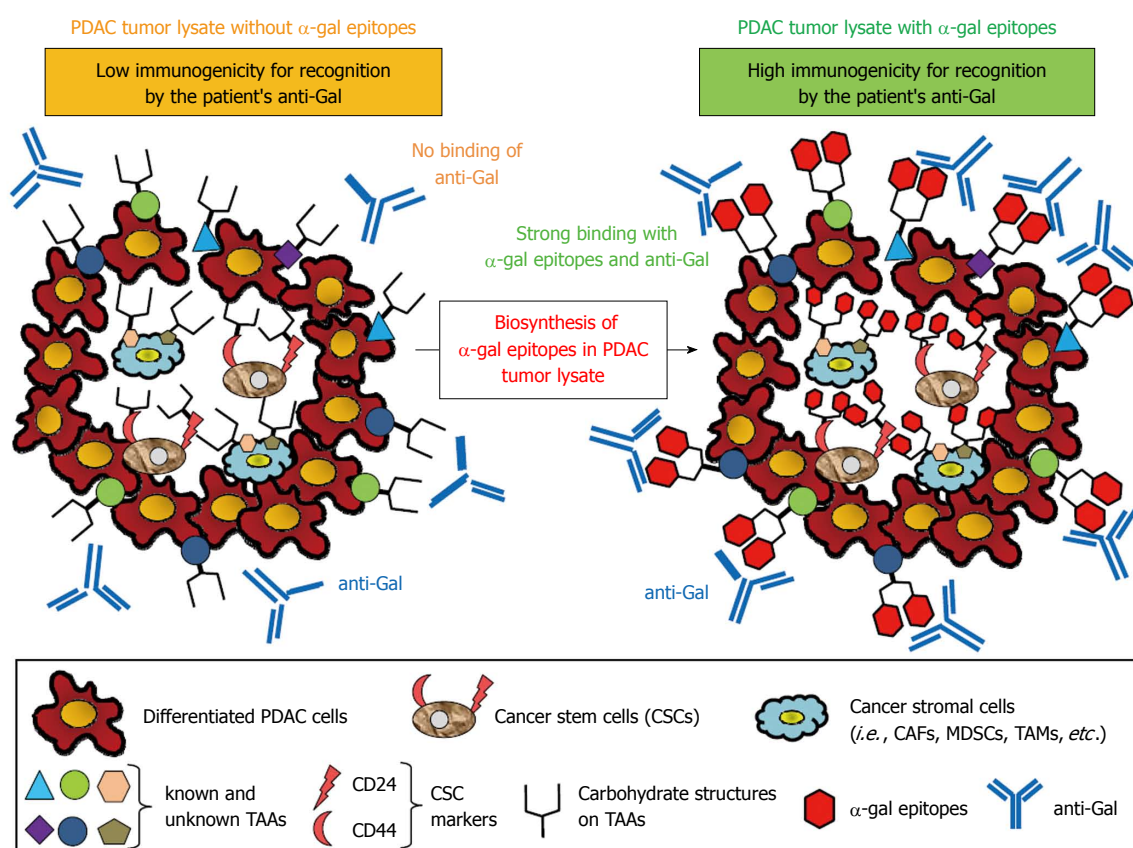 PDAC tumor lysate without α-gal epitopes
Low immunogenicity for recognition
by the patient's anti-Gal
PDAC tumor lysate with α-gal epitopes
High immunogenicity for recognition
by the patient's anti-Gal
No binding of
anti-Gal
Strong binding with
α-gal epitopes and anti-Gal
Biosynthesis of
α-gal epitopes in PDAC
tumor lysate
anti-Gal
anti-Gal
Differentiated PDAC cells
Cancer stem cells (CSCs)
Cancer stromal cells
(i.e., CAFs, MDSCs, TAMs, etc.)
known and
unknown TAAs
CD24
CD44
CSC
markers
Carbohydrate structures
on TAAs
α-gal epitopes
anti-Gal